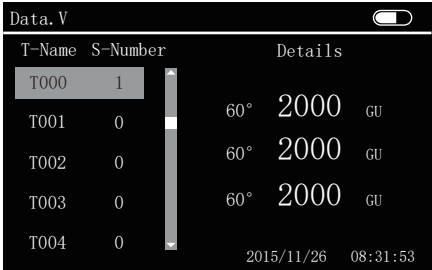 Data.V
T-Name S-Number Details
T000 1
60° 2000 GU
T001 0
60° 2000 GU
T002 0
60° 2000 GU
T003 0
T004 0
2015/11/26 08:31:53